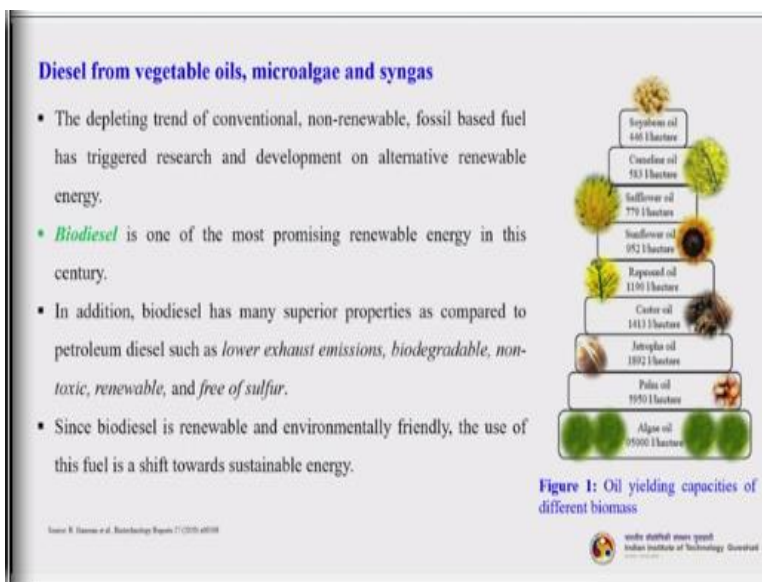 Diesel from vegetable oils, microalgae and syngas
▪ The depleting trend of conventional, non-renewable, fossil based fuel
has triggered research and development on alternative renewable
energy.
▪ Biodiesel is one of the most promising renewable energy in this
century.
▪ In addition, biodiesel has many superior properties as compared to
petroleum diesel such as lower exhaust emissions, biodegradable, non-
toxic, renewable, and free of sulfur.
▪ Since biodiesel is renewable and environmentally friendly, the use of
this fuel is a shift towards sustainable energy.
Soyabean oil
446 l/hectare
Camelina oil
583 l/hectare
Safflower oil
779 l/hectare
Sunflower oil
952 l/hectare
Rapeseed oil
1190 l/hectare
Castor oil
1413 l/hectare
Jatropha oil
1892 l/hectare
Palm oil
5950 l/hectare
Algae oil
95000 l/hectare
Figure 1: Oil yielding capacities of
different biomass
Biotechnology Reports 27 (2020)
भारतीय प्रौद्योगिकी संस्थान गुवाहाटी
Indian Institute of Technology Guwahati